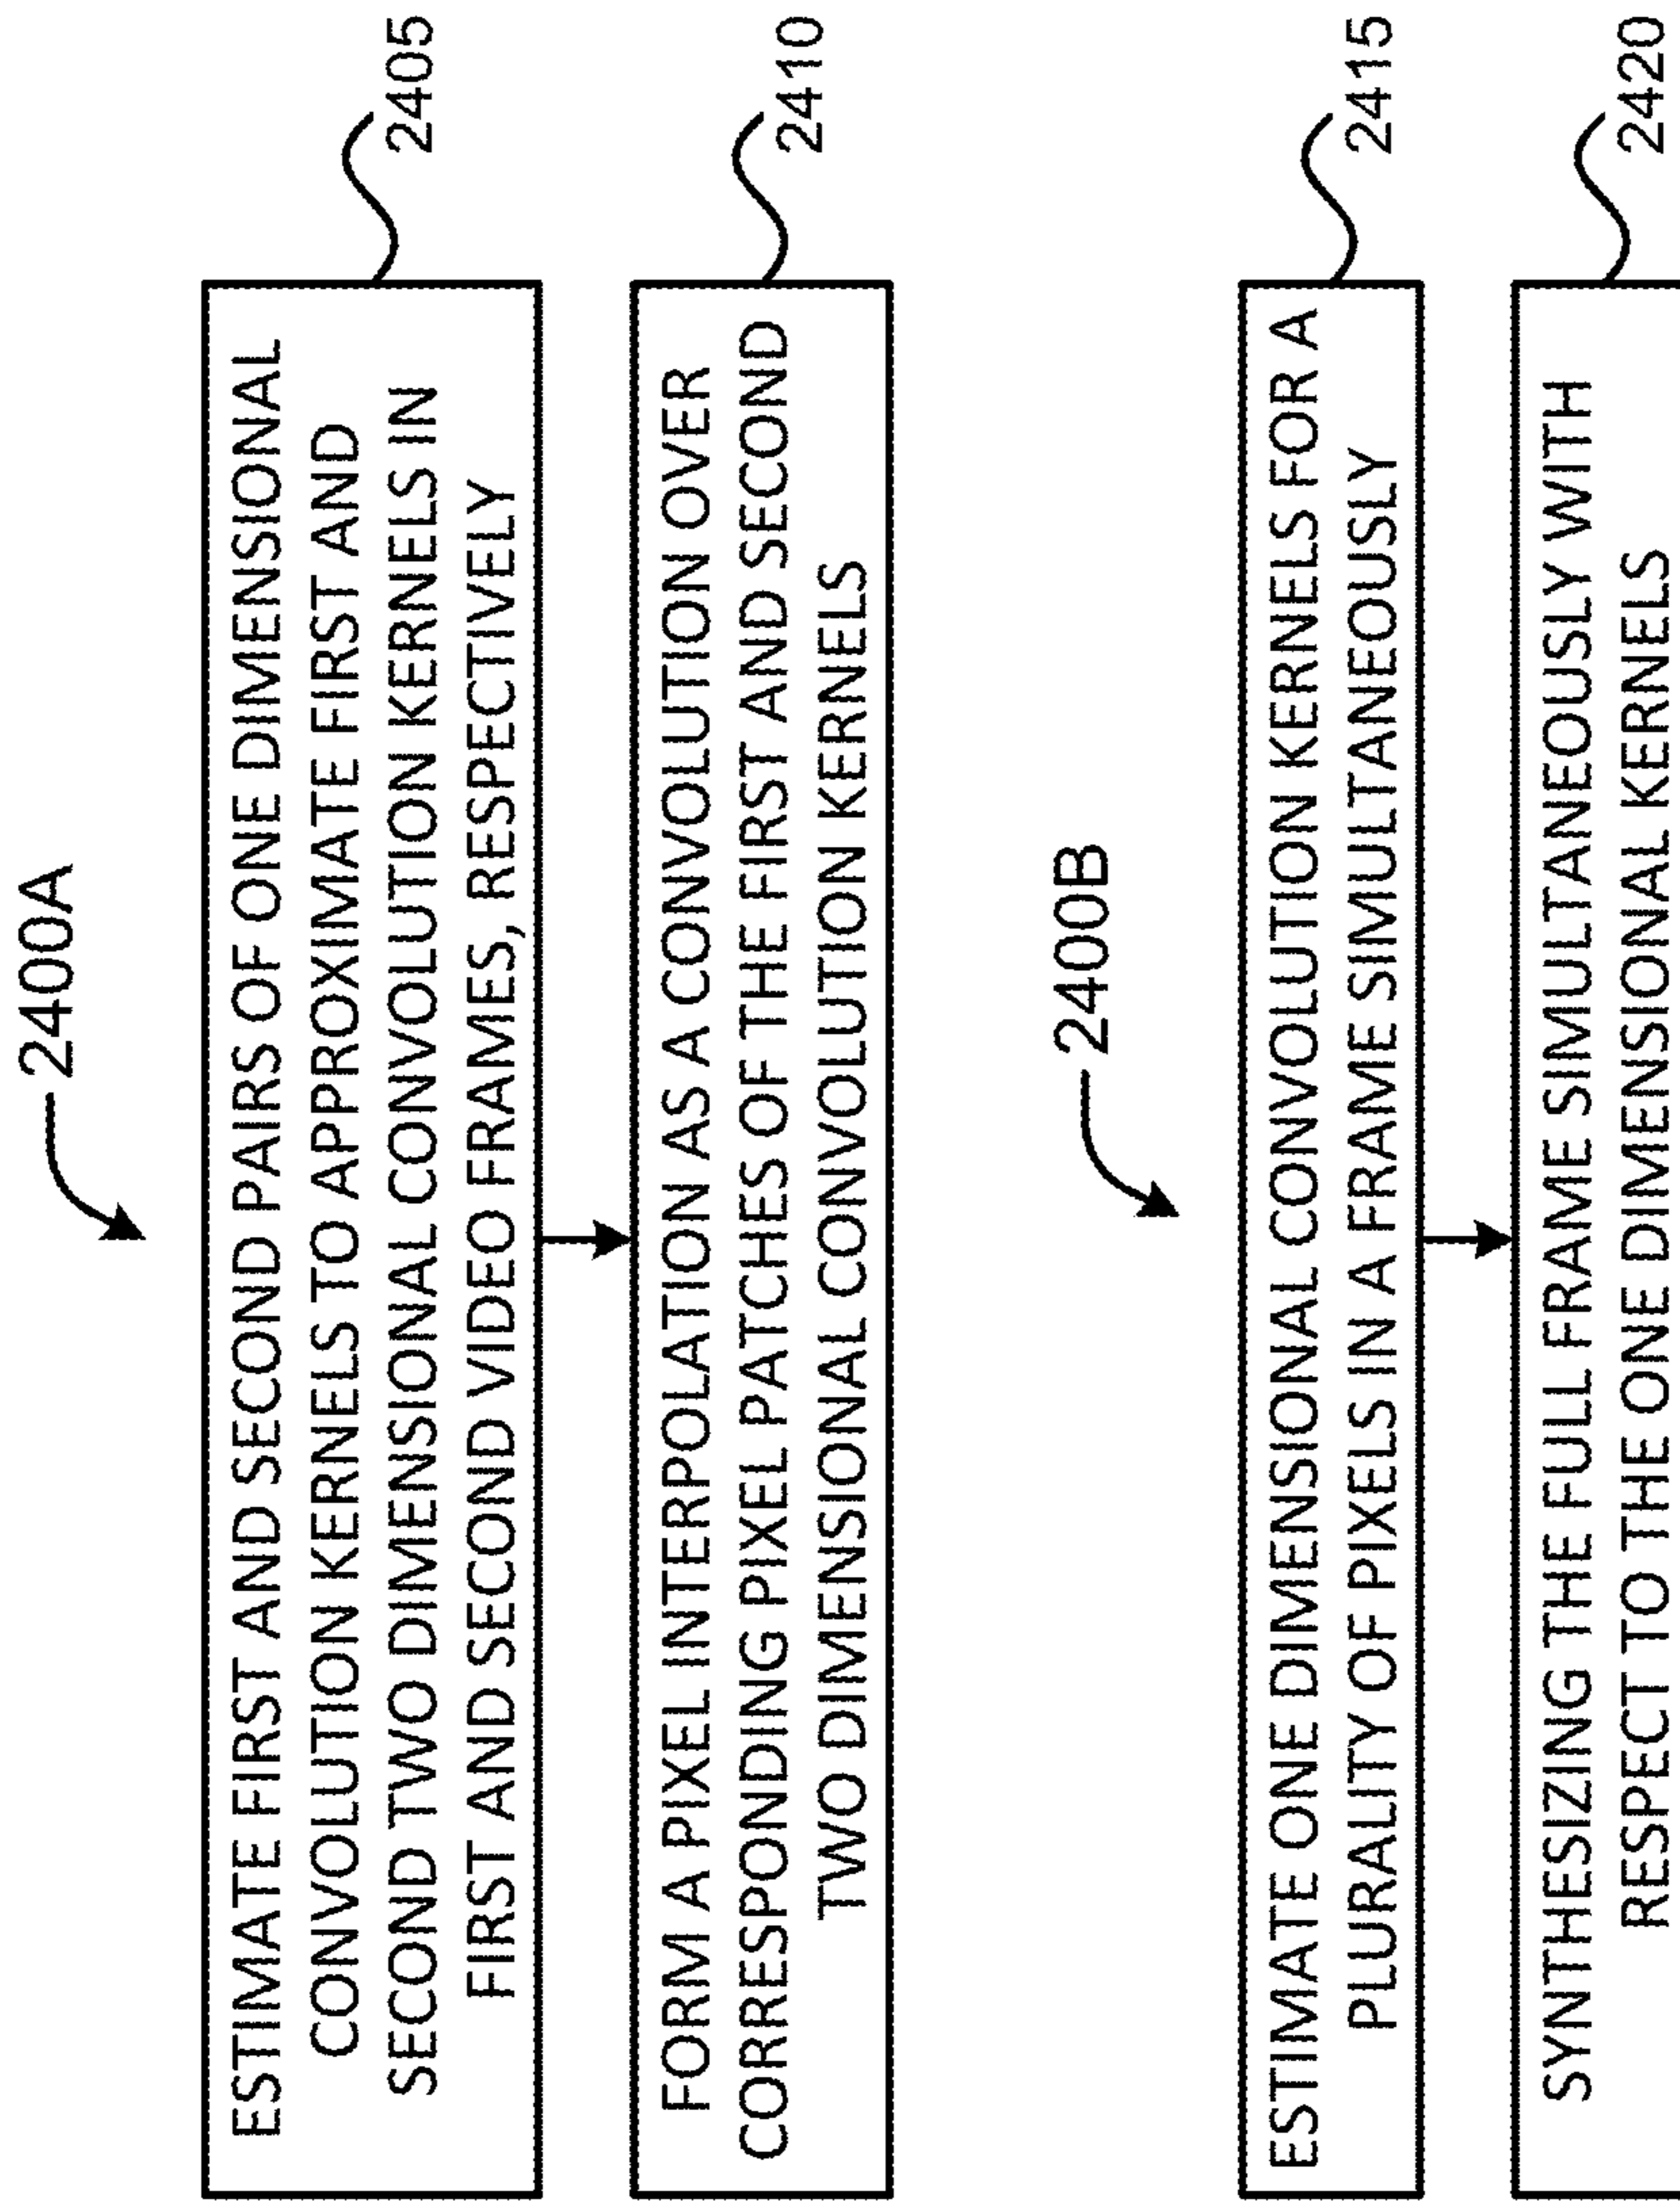 2400A
ESTIMATE FIRST AND SECOND PAIRS OF ONE DIMENSIONAL
CONVOLUTION KERNELS TO APPROXIMATE FIRST AND
SECOND TWO DIMENSIONAL CONVOLUTION KERNELS IN
FIRST AND SECOND VIDEO FRAMES, RESPECTIVELY
2405
FORM A PIXEL INTERPOLATION AS A CONVOLUTION OVER
CORRESPONDING PIXEL PATCHES OF THE FIRST AND SECOND
TWO DIMENSIONAL CONVOLUTION KERNELS
2410
2400B
ESTIMATE ONE DIMENSIONAL CONVOLUTION KERNELS FOR A
PLURALITY OF PIXELS IN A FRAME SIMULTANEOUSLY
2415
SYNTHESIZING THE FULL FRAME SIMULTANEOUSLY WITH
RESPECT TO THE ONE DIMENSIONAL KERNELS
2420